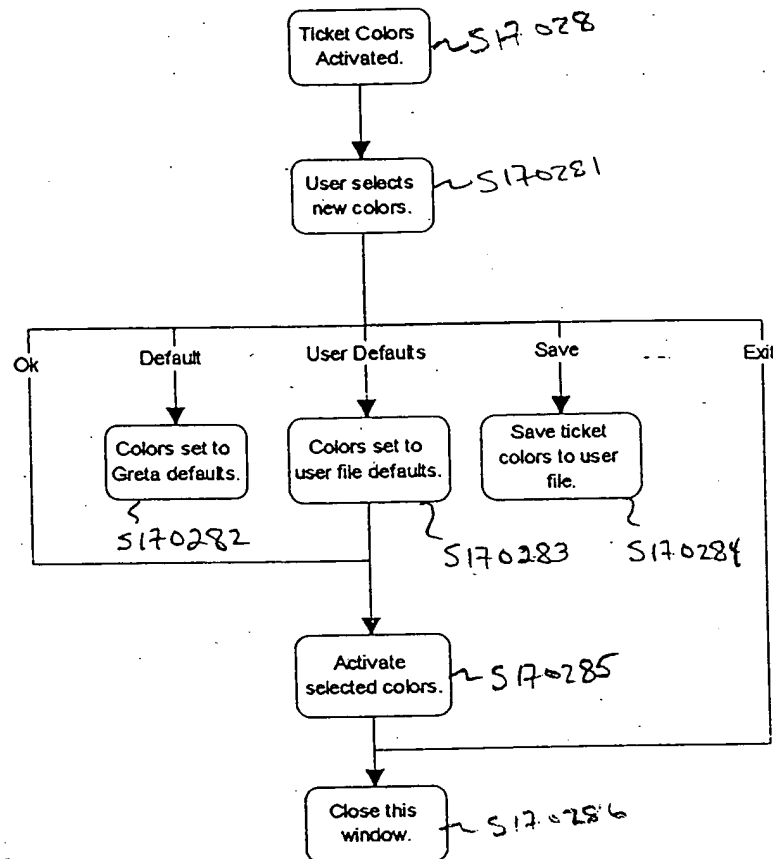 Ticket Colors
Activated.
S17028
User selects
new colors.
S170281
Ok
Default
User Defaults
Save
Exit
Colors set to
Greta defaults.
Colors set to
user file defaults.
Save ticket
colors to user
file.
S170282
S170283
S170284
Activate
selected colors.
S170285
Close this
window.
S170286